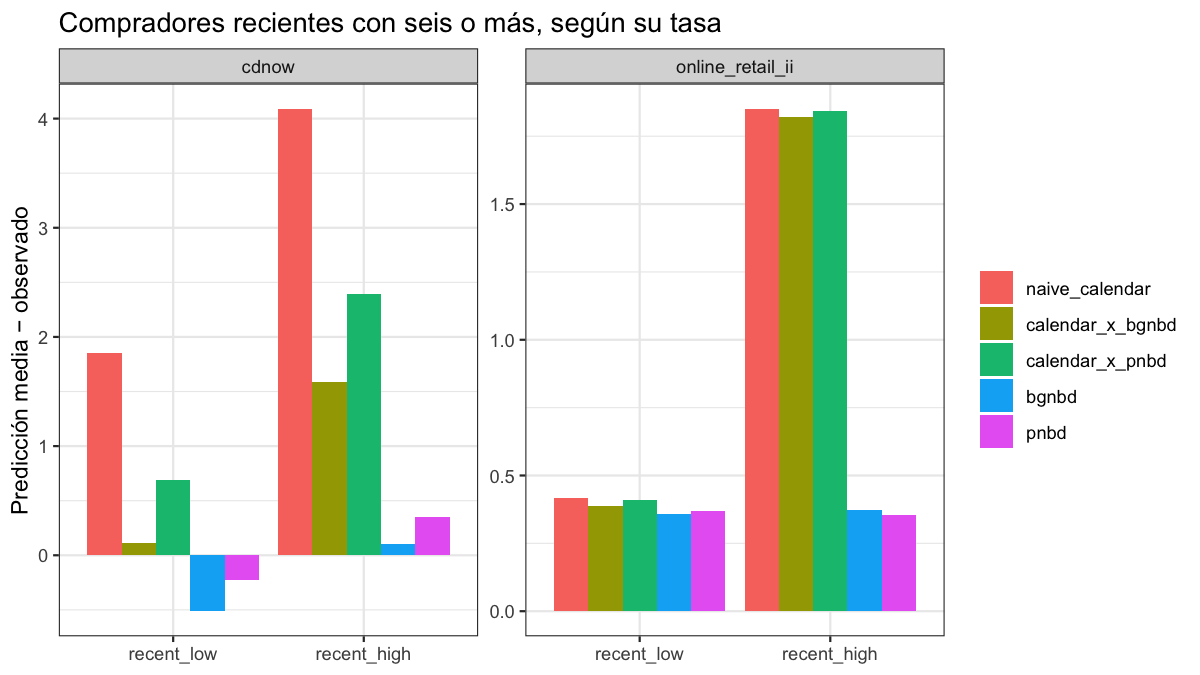 Compradores recientes con seis o más, según su tasa
cdnow
online_retail_ii
Predicción media − observado
4
3
2
1
0
1.5
1.0
0.5
0.0
recent_low
recent_high
recent_low
recent_high
naive_calendar
calendar_x_bgnbd
calendar_x_pnbd
bgnbd
pnbd